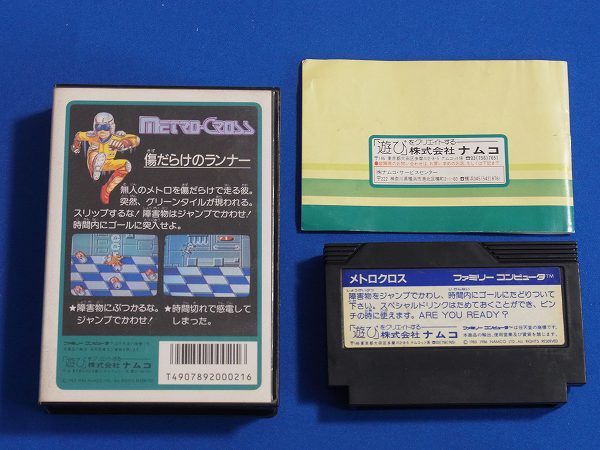 METRO-CROSS
傷だらけのランナー
無人のメトロを傷だらけで走る彼。
突然、グリーンタイルが現われる。
スリップするな!障害物はジャンプでかわせ!
時間内にゴールに突入せよ。
★障害物にぶつかるな。
ジャンプでかわせ!
★時間切れで感電して
しまった。
「遊び」をクリエイトする
株式会社 ナムコ
T4907892000216
「遊び」をクリエイトする
株式会社 ナムコ
㈱ナムコ・サービスセンター
メトロクロス ファミリー コンピュータ™
障害物をジャンプでかわし、時間内にゴールにたどりついて
下さい。スペシャルドリンクはためておくことができ、ピン
チの時に使えます。ARE YOU READY?
「遊び」をクリエイトする
株式会社 ナムコ